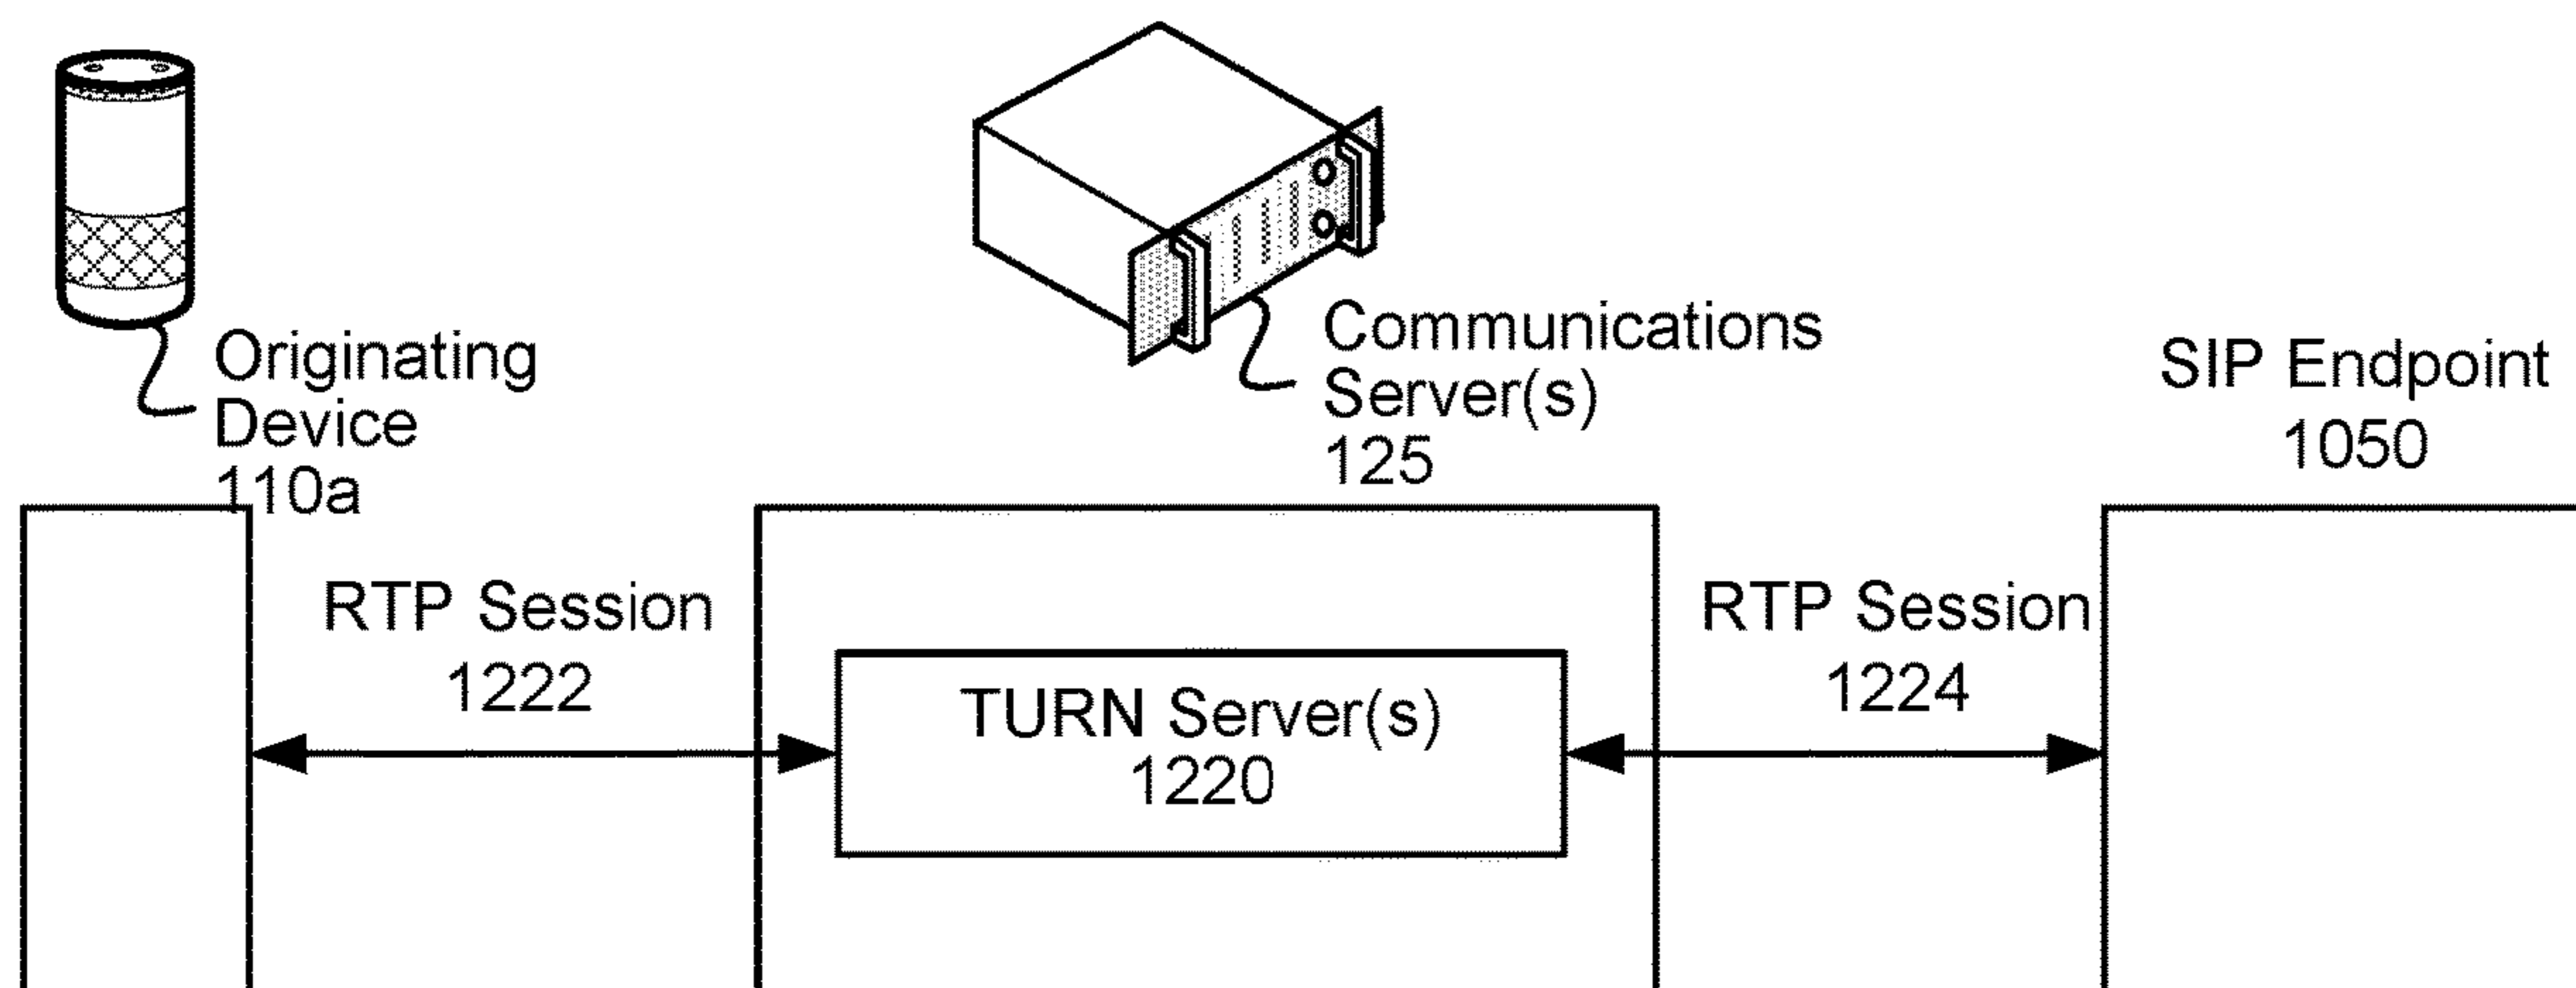 Originating
Device
110a
Communications
Server(s)
125
SIP Endpoint
1050
RTP Session
1222
TURN Server(s)
1220
RTP Session
1224